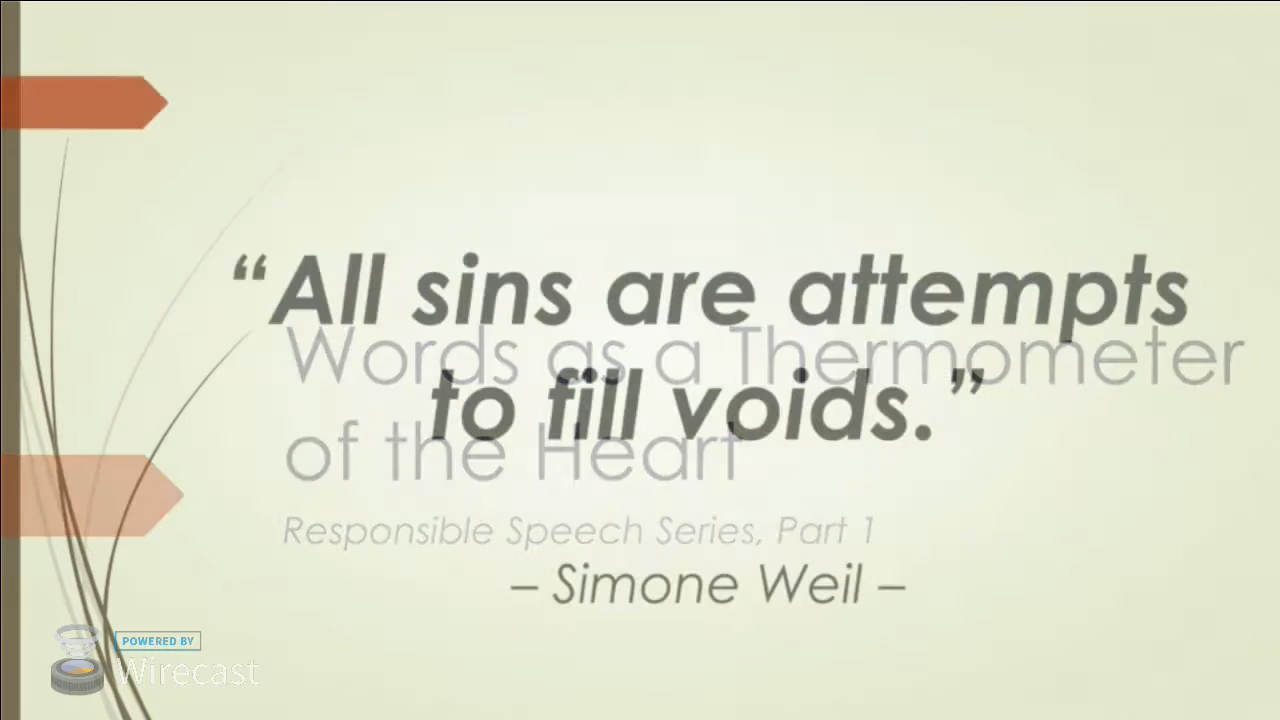 “All sins are attempts
Words as a Thermometer
to fill voids.”
of the Heart
Responsible Speech Series, Part 1
– Simone Weil –
POWERED BY
Wirecast